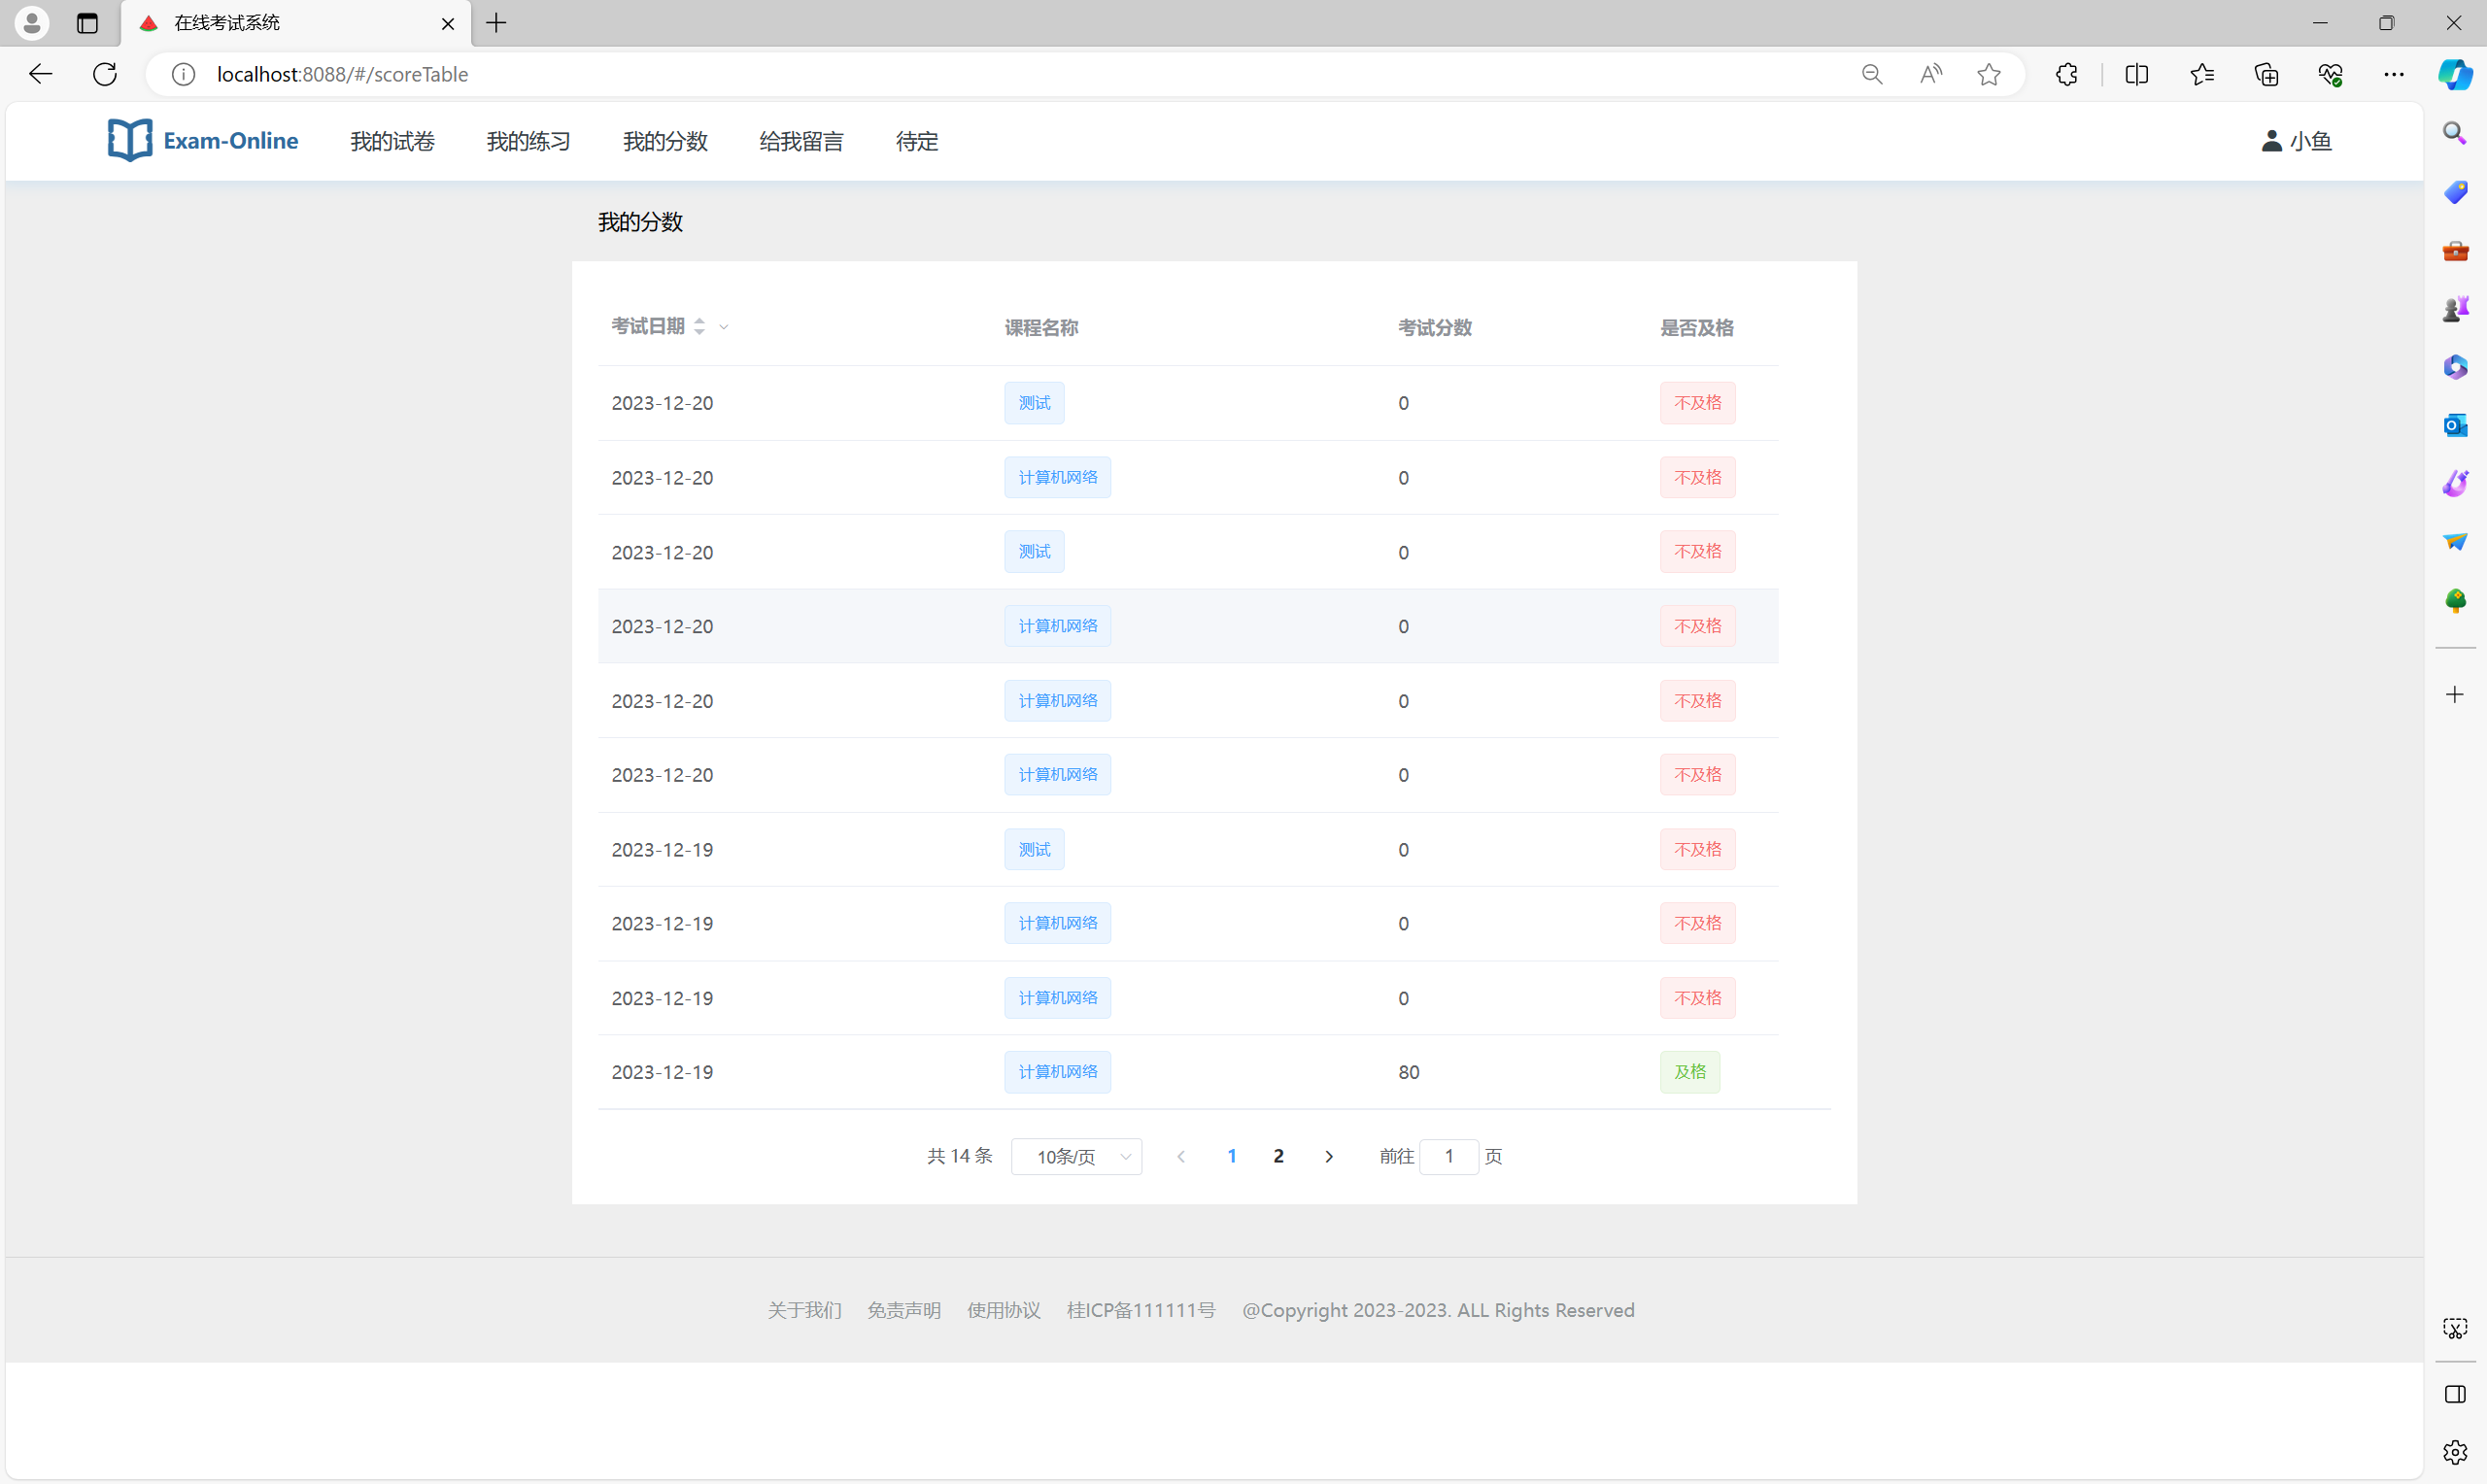 在线考试系统
localhost:8088/#/scoreTable
Exam-Online 我的试卷 我的练习 我的分数 给我留言 待定 小鱼
我的分数
考试日期 课程名称 考试分数 是否及格
2023-12-20 测试 0 不及格
2023-12-20 计算机网络 0 不及格
2023-12-20 测试 0 不及格
2023-12-20 计算机网络 0 不及格
2023-12-20 计算机网络 0 不及格
2023-12-20 计算机网络 0 不及格
2023-12-19 测试 0 不及格
2023-12-19 计算机网络 0 不及格
2023-12-19 计算机网络 0 不及格
2023-12-19 计算机网络 80 及格
共 14 条 10条/页 1 2 前往 1 页
关于我们 免责声明 使用协议 桂ICP备111111号 @Copyright 2023-2023. ALL Rights Reserved